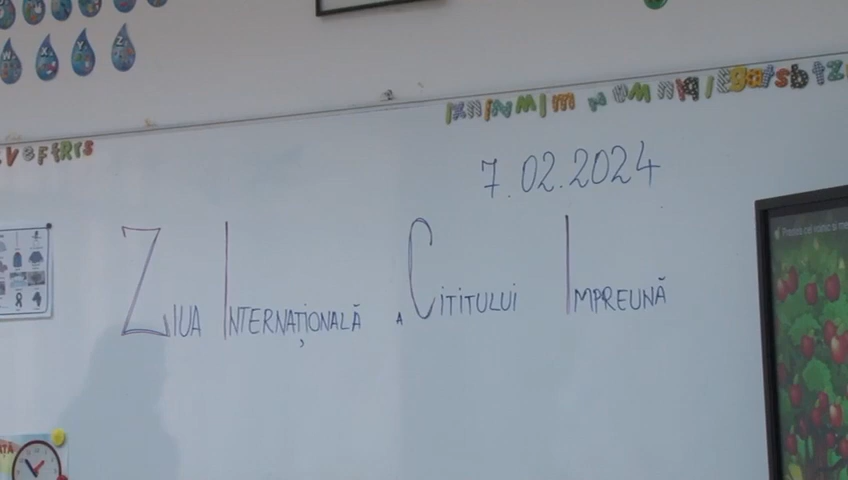 W X Y Z
7.02.2024
ZIUA INTERNAȚIONALĂ A CITITULUI ÎMPREUNĂ